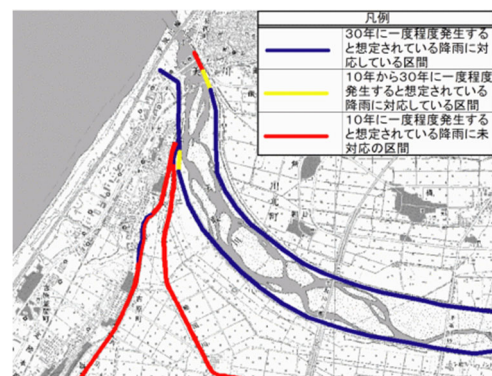 凡例
30年に一度程度発生する
と想定されている降雨に対
応している区間
10年から30年に一度程度
発生すると想定されている
降雨に対応している区間
10年に一度程度発生する
と想定されている降雨に未
対応の区間
川北町